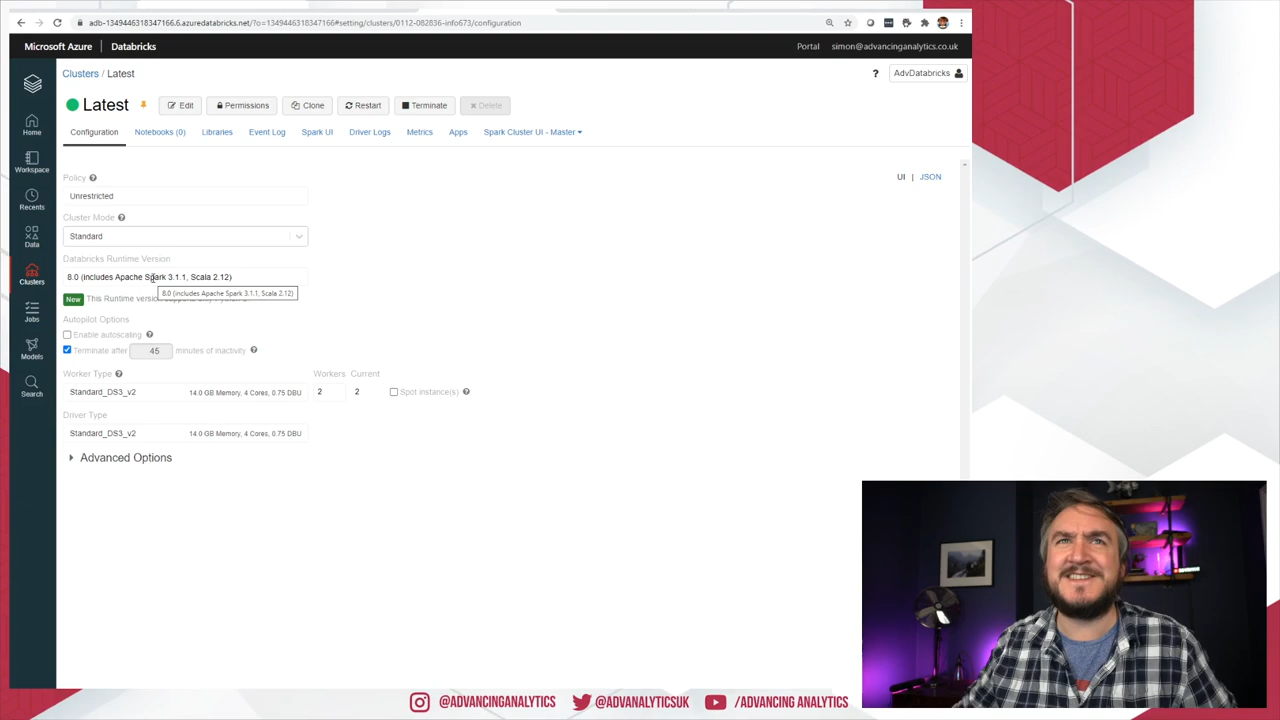 adb-1349446318347166.6.azuredatabricks.net/?o=1349446318347166#setting/clusters/0112-082836-info673/configuration
Microsoft Azure | Databricks
Portal simon@advancinganalytics.co.uk
Clusters / Latest
? AdvDatabricks
Latest Edit Permissions Clone Restart Terminate Delete
Configuration Notebooks (0) Libraries Event Log Spark UI Driver Logs Metrics Apps Spark Cluster UI - Master
Home
Workspace
Recents
Data
Clusters
Jobs
Models
Search
Policy
UI | JSON
Unrestricted
Cluster Mode
Standard
Databricks Runtime Version
8.0 (includes Apache Spark 3.1.1, Scala 2.12)
8.0 (includes Apache Spark 3.1.1, Scala 2.12)
New This Runtime version
Autopilot Options
Enable autoscaling
Terminate after 45 minutes of inactivity
Worker Type Workers Current
Standard_DS3_v2 14.0 GB Memory, 4 Cores, 0.75 DBU 2 2 Spot instance(s)
Driver Type
Standard_DS3_v2 14.0 GB Memory, 4 Cores, 0.75 DBU
Advanced Options
@ADVANCINGANALYTICS @ADVANALYTICSUK /ADVANCING ANALYTICS